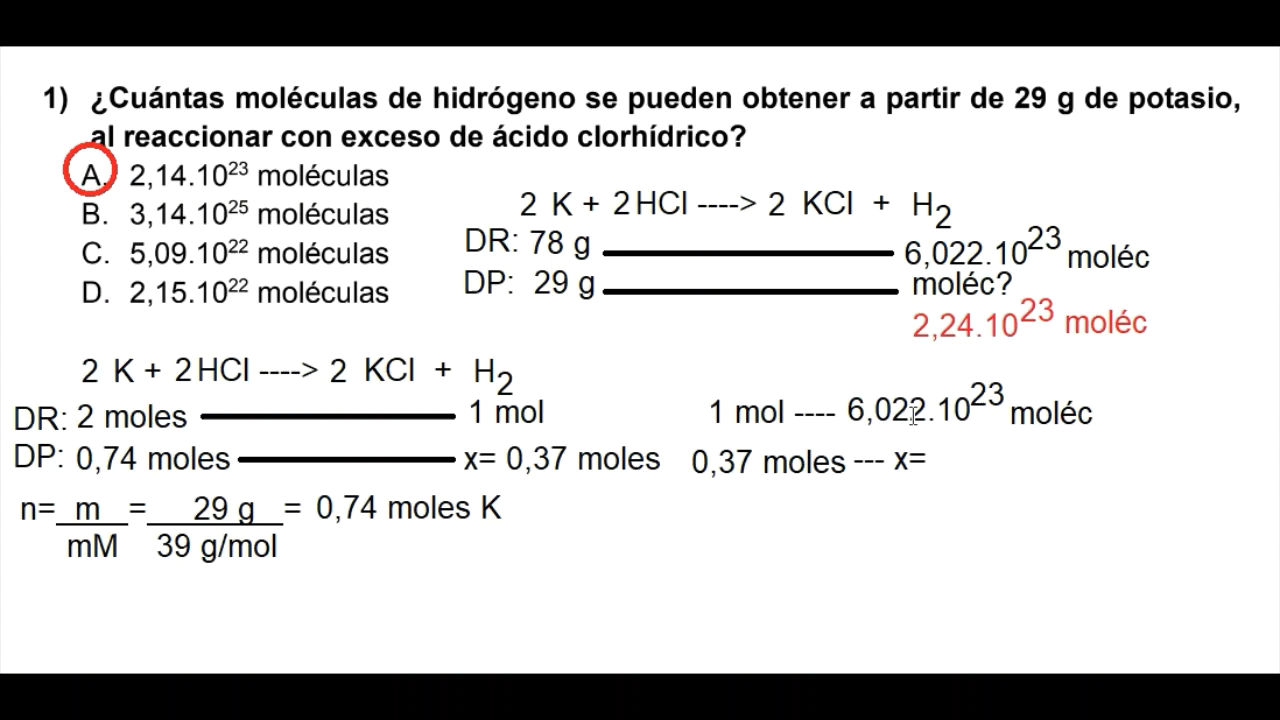 1) ¿Cuántas moléculas de hidrógeno se pueden obtener a partir de 29 g de potasio,
al reaccionar con exceso de ácido clorhídrico?
A. 2,14.10²³ moléculas
B. 3,14.10²⁵ moléculas
C. 5,09.10²² moléculas
D. 2,15.10²² moléculas
2 K + 2 HCl ----> 2 KCl + H₂
DR: 78 g 6,022.10²³ moléc
DP: 29 g moléc?
2,24.10²³ moléc
2 K + 2 HCl ----> 2 KCl + H₂
DR: 2 moles 1 mol
DP: 0,74 moles x= 0,37 moles
n= m = 29 g = 0,74 moles K
mM 39 g/mol
1 mol ---- 6,022.10²³ moléc
0,37 moles --- x=